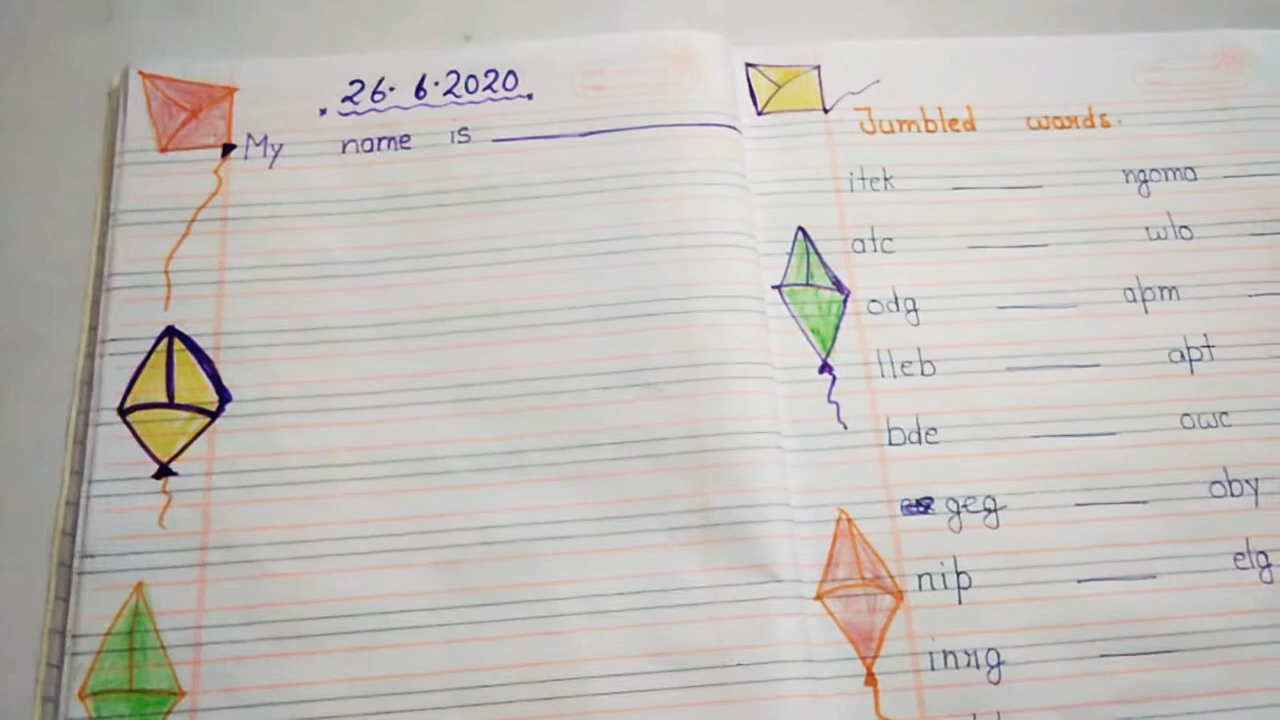 26. 6. 2020
My name is
Jumbled words.
itek ngomo
atc wlo
odg apm
lleb apt
bde owc
geg oby
nip elg
inrg